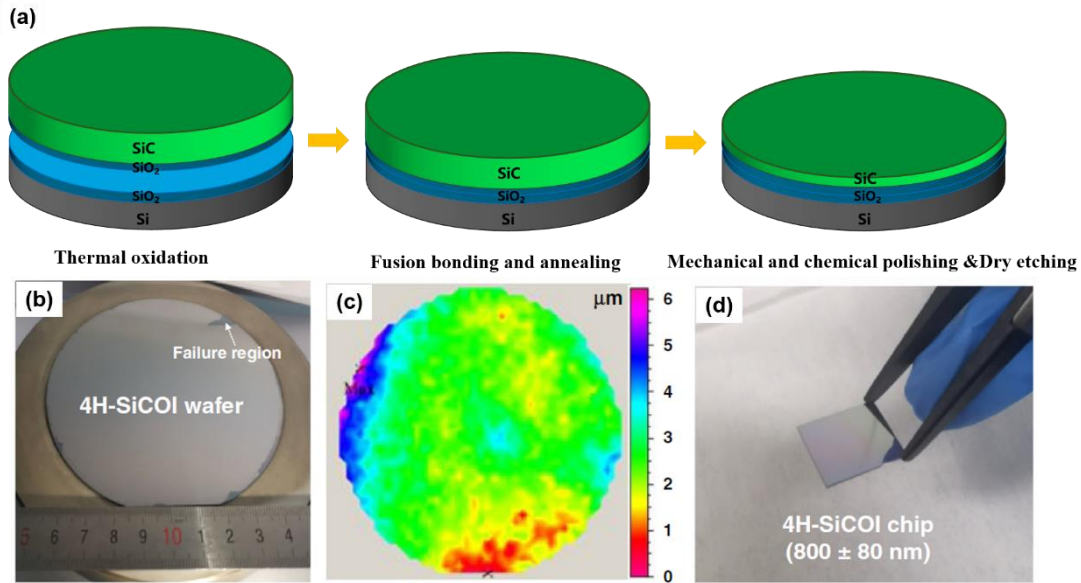 (a)
SiC
SiO₂
SiO₂
Si
SiC
SiO₂
Si
SiC
SiO₂
Si
Thermal oxidation
Fusion bonding and annealing
Mechanical and chemical polishing &Dry etching
(b)
Failure region
4H-SiCOI wafer
5 6 7 8 9 10 1 2 3 4
(c)
μm
6
5
4
3
2
1
0
(d)
4H-SiCOI chip
(800 ± 80 nm)